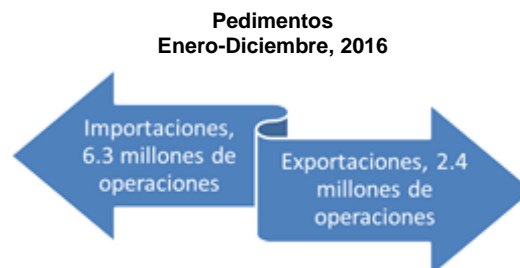 Pedimentos
Enero-Diciembre, 2016
Importaciones,
6.3 millones de
operaciones
Exportaciones, 2.4
millones de
operaciones